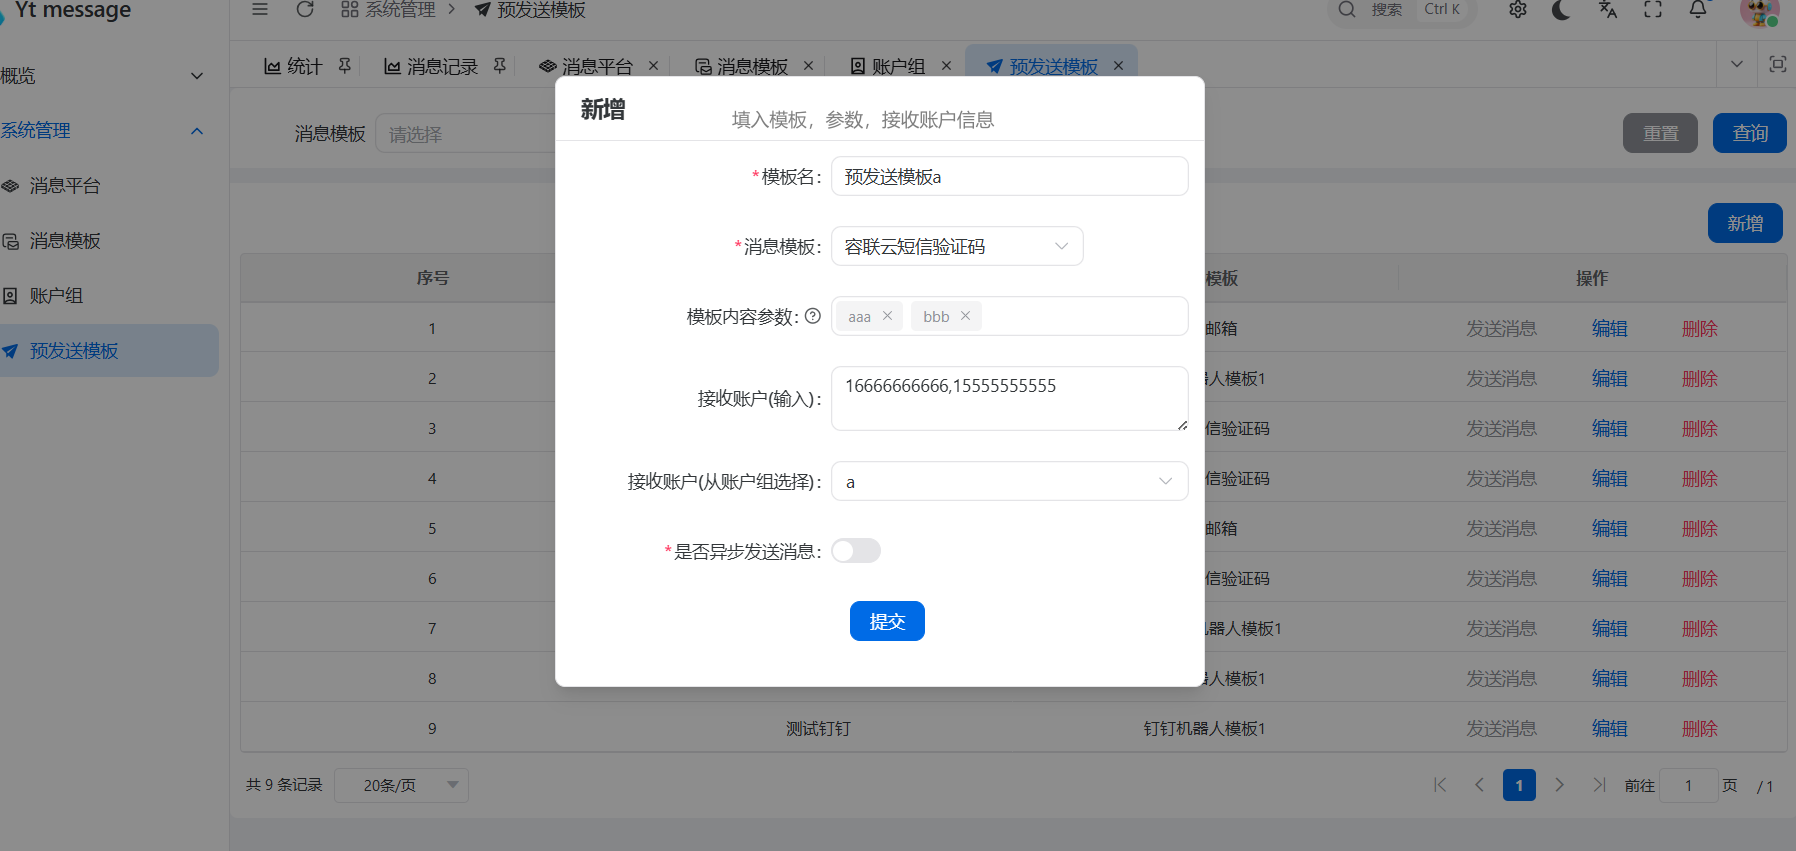 Yt message
系统管理
预发送模板
搜索
Ctrl K
概览
系统管理
消息平台
消息模板
账户组
预发送模板
统计
消息记录
消息平台
消息模板
账户组
预发送模板
消息模板
请选择
重置
查询
新增
新增
填入模板，参数，接收账户信息
*模板名：
预发送模板a
*消息模板：
容联云短信验证码
模板内容参数：
aaa
bbb
接收账户(输入)：
16666666666,15555555555
接收账户(从账户组选择)：
a
*是否异步发送消息：
提交
序号
模板
操作
1
邮箱
发送消息
编辑
删除
2
人模板1
发送消息
编辑
删除
3
信验证码
发送消息
编辑
删除
4
信验证码
发送消息
编辑
删除
5
邮箱
发送消息
编辑
删除
6
信验证码
发送消息
编辑
删除
7
器人模板1
发送消息
编辑
删除
8
人模板1
发送消息
编辑
删除
9
测试钉钉
钉钉机器人模板1
发送消息
编辑
删除
共 9 条记录
20条/页
1
前往
1
页
/ 1